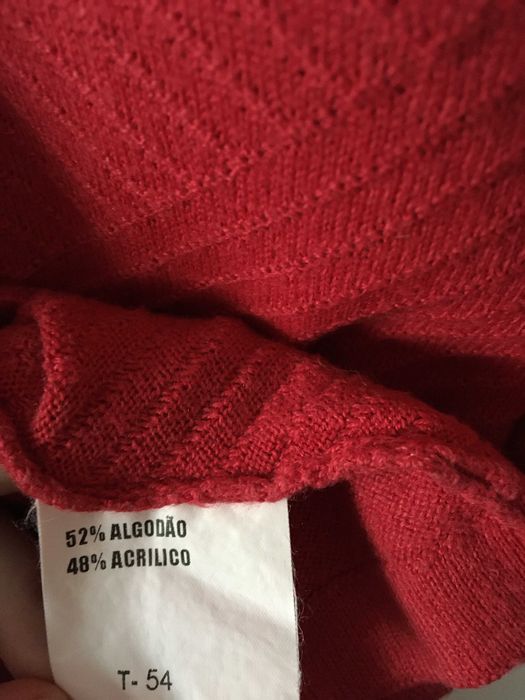 52% ALGODÃO
48% ACRILICO
T- 54